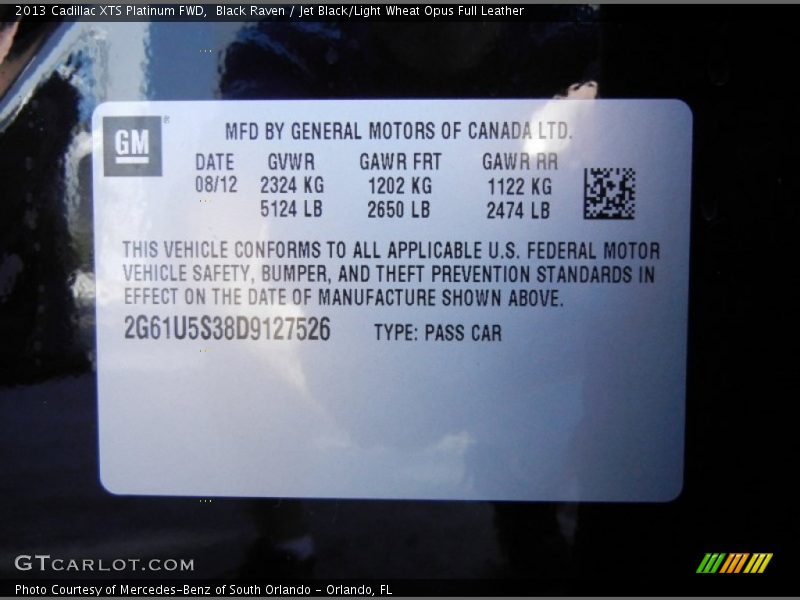 2013 Cadillac XTS Platinum FWD, Black Raven / Jet Black/Light Wheat Opus Full Leather
GM®
MFD BY GENERAL MOTORS OF CANADA LTD.
DATE GVWR GAWR FRT GAWR RR
08/12 2324 KG 1202 KG 1122 KG
5124 LB 2650 LB 2474 LB
THIS VEHICLE CONFORMS TO ALL APPLICABLE U.S. FEDERAL MOTOR
VEHICLE SAFETY, BUMPER, AND THEFT PREVENTION STANDARDS IN
EFFECT ON THE DATE OF MANUFACTURE SHOWN ABOVE.
2G61U5S38D9127526 TYPE: PASS CAR
GTCARLOT.COM
Photo Courtesy of Mercedes-Benz of South Orlando - Orlando, FL